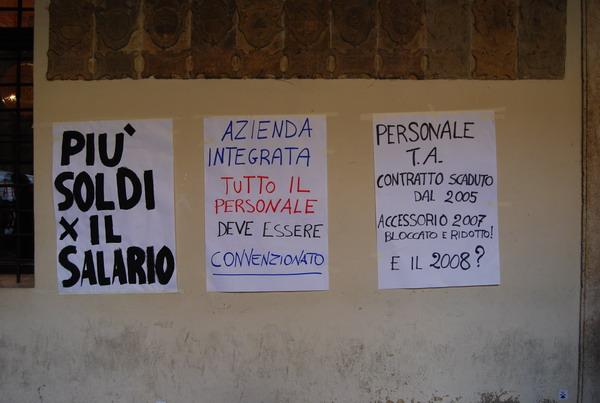 PIU'
SOLDI
x IL
SALARIO
AZIENDA
INTEGRATA
TUTTO IL
PERSONALE
DEVE ESSERE
CONVENZIONATO
PERSONALE
T.A.
CONTRATTO SCADUTO
DAL 2005
ACCESSORIO 2007
BLOCCATO E RIDOTTO!
E IL 2008?